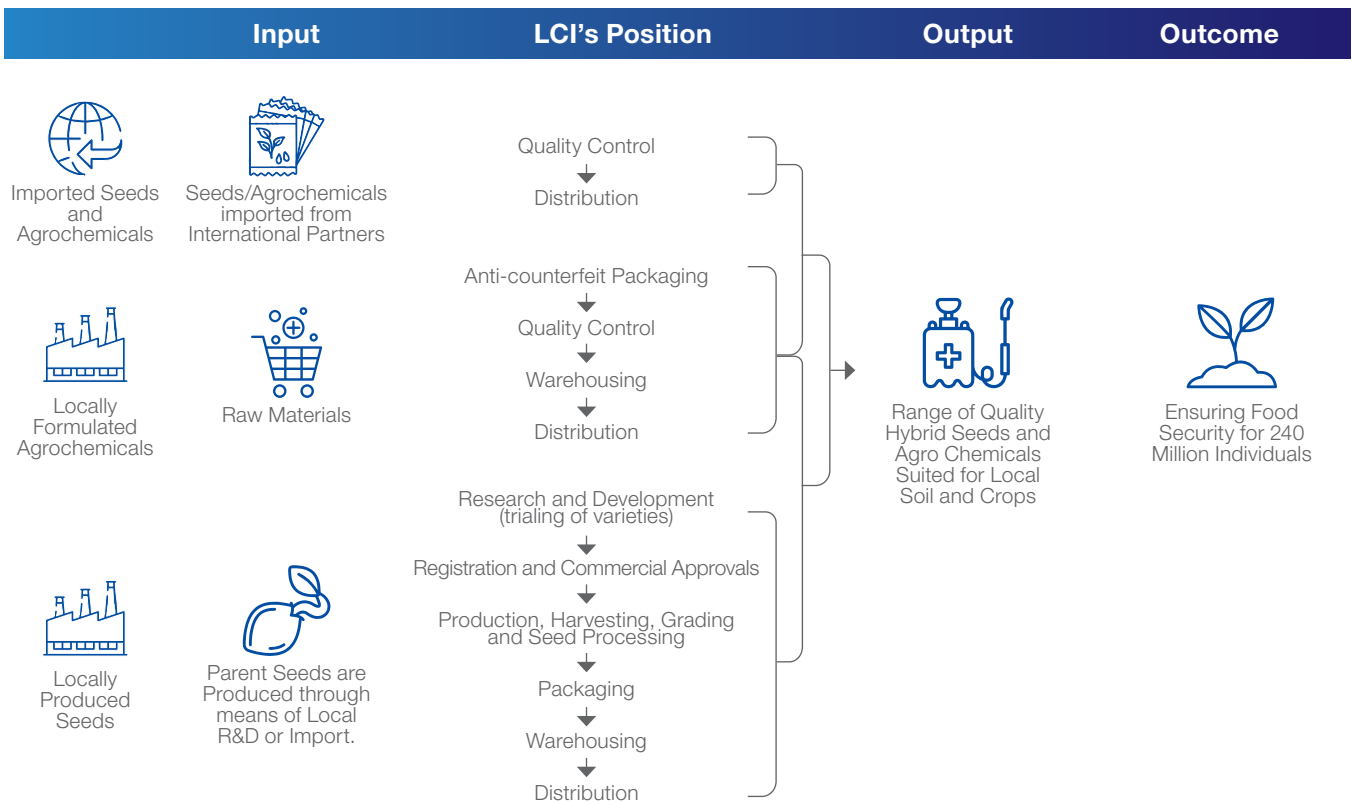 Input
LCI's Position
Output
Outcome
Imported Seeds
and
Agrochemicals
Seeds/Agrochemicals
imported from
International Partners
Quality Control
Distribution
Locally
Formulated
Agrochemicals
Raw Materials
Anti-counterfeit Packaging
Quality Control
Warehousing
Distribution
Locally
Produced
Seeds
Parent Seeds are
Produced through
means of Local
R&D or Import.
Research and Development
(trialing of varieties)
Registration and Commercial Approvals
Production, Harvesting, Grading
and Seed Processing
Packaging
Warehousing
Distribution
Range of Quality
Hybrid Seeds and
Agro Chemicals
Suited for Local
Soil and Crops
Ensuring Food
Security for 240
Million Individuals